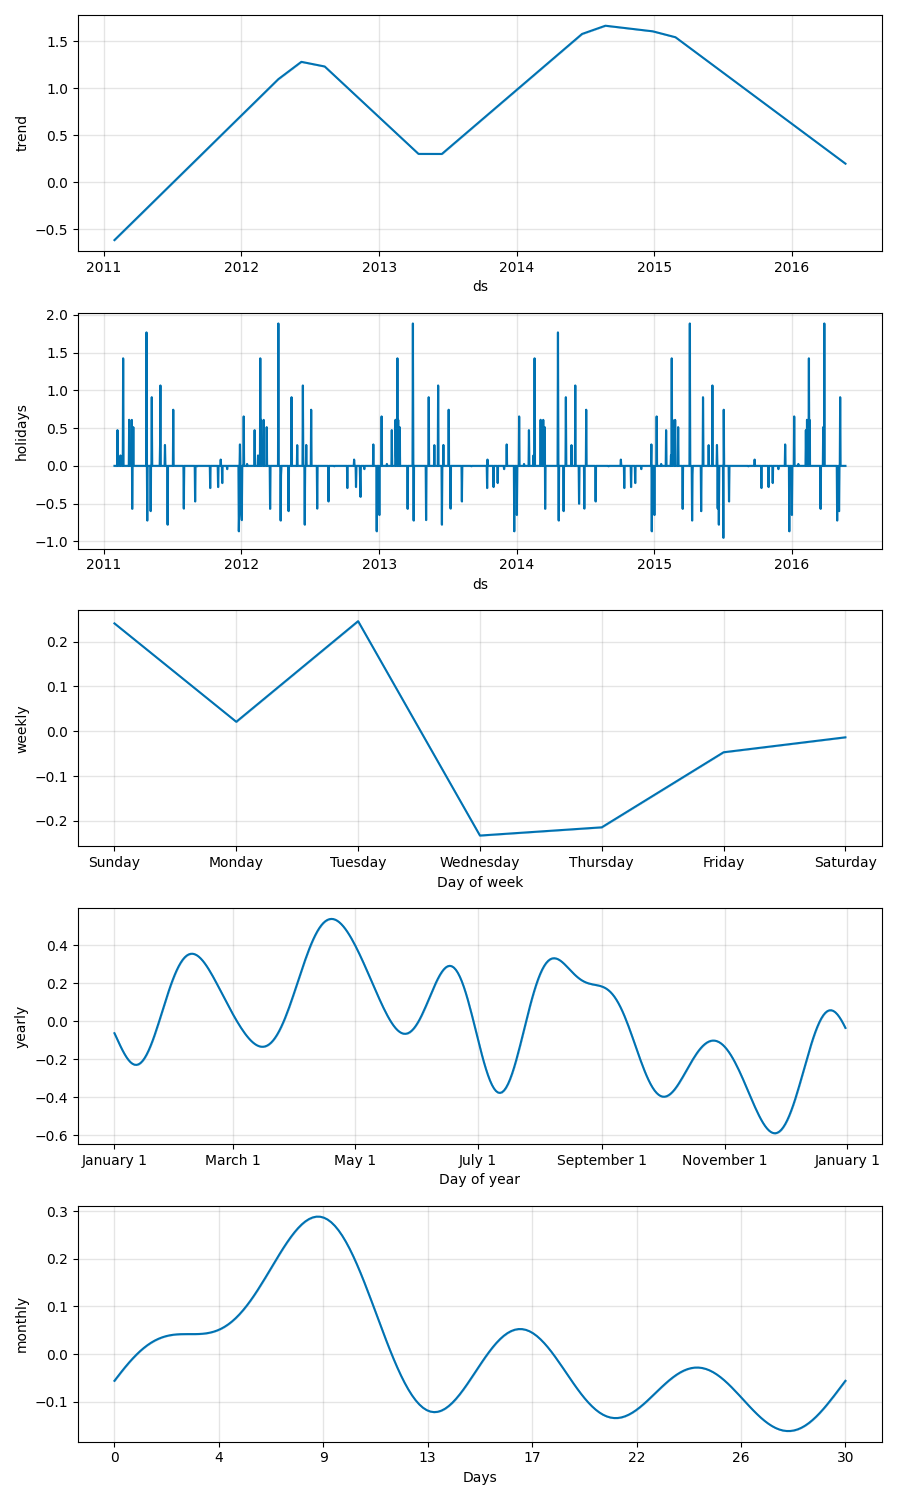 trend
1.5
1.0
0.5
0.0
−0.5
2011 2012 2013 2014 2015 2016
ds
holidays
2.0
1.5
1.0
0.5
0.0
−0.5
−1.0
2011 2012 2013 2014 2015 2016
ds
weekly
0.2
0.1
0.0
−0.1
−0.2
Sunday Monday Tuesday Wednesday Thursday Friday Saturday
Day of week
yearly
0.4
0.2
0.0
−0.2
−0.4
−0.6
January 1 March 1 May 1 July 1 September 1 November 1 January 1
Day of year
monthly
0.3
0.2
0.1
0.0
−0.1
0 4 9 13 17 22 26 30
Days